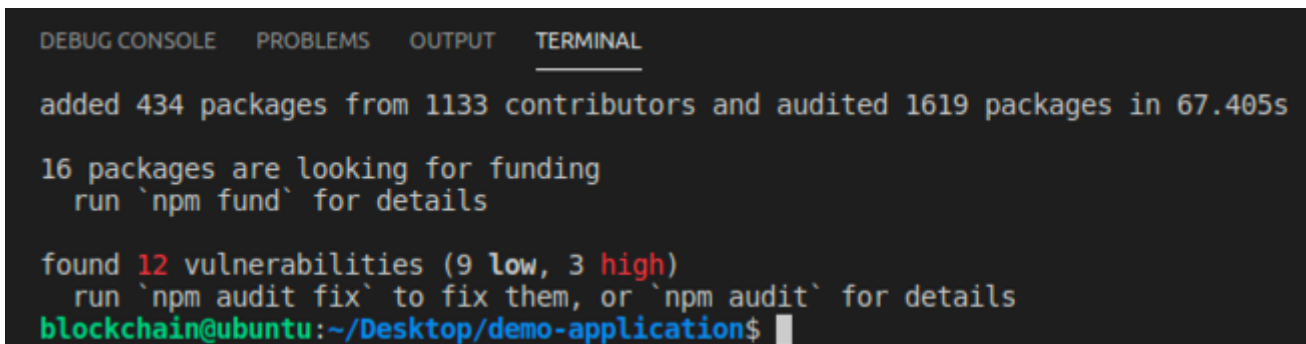 DEBUG CONSOLE PROBLEMS OUTPUT TERMINAL
added 434 packages from 1133 contributors and audited 1619 packages in 67.405s
16 packages are looking for funding
run `npm fund` for details
found 12 vulnerabilities (9 low, 3 high)
run `npm audit fix` to fix them, or `npm audit` for details
blockchain@ubuntu:~/Desktop/demo-application$